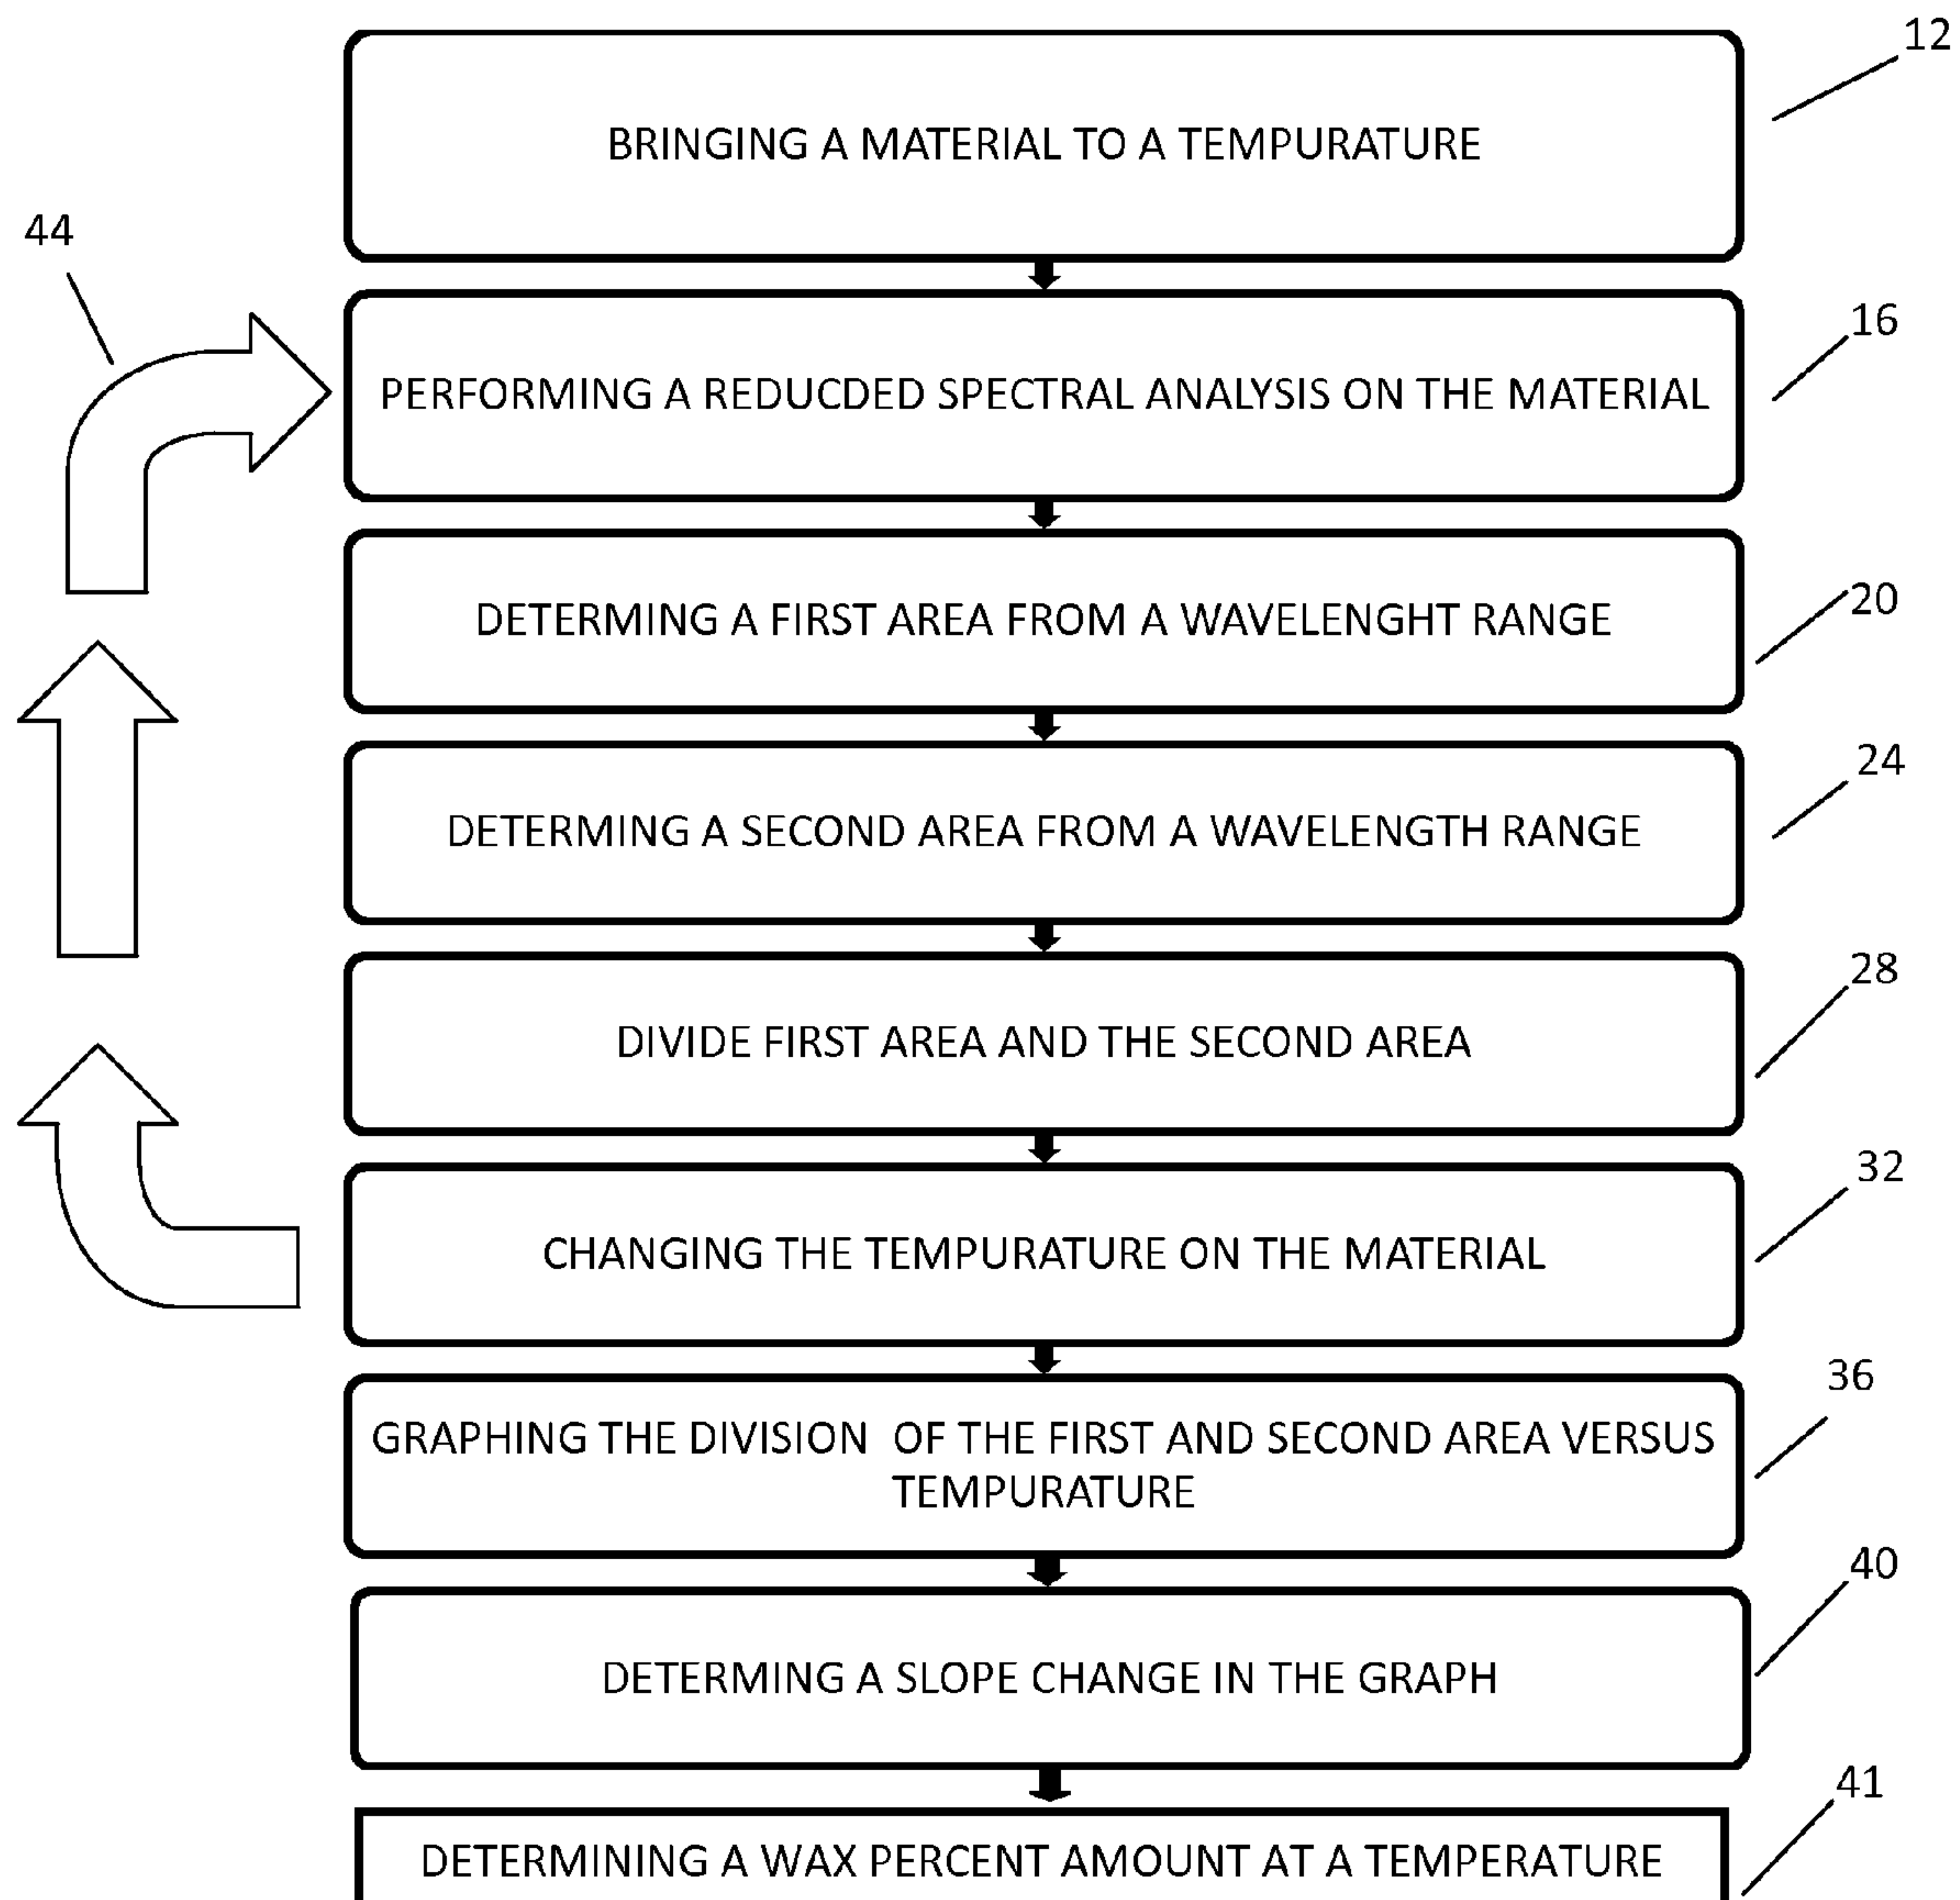 12
BRINGING A MATERIAL TO A TEMPURATURE
44
16
PERFORMING A REDUCDED SPECTRAL ANALYSIS ON THE MATERIAL
20
DETERMING A FIRST AREA FROM A WAVELENGHT RANGE
24
DETERMING A SECOND AREA FROM A WAVELENGTH RANGE
28
DIVIDE FIRST AREA AND THE SECOND AREA
32
CHANGING THE TEMPURATURE ON THE MATERIAL
36
GRAPHING THE DIVISION OF THE FIRST AND SECOND AREA VERSUS
TEMPURATURE
40
DETERMING A SLOPE CHANGE IN THE GRAPH
41
DETERMINING A WAX PERCENT AMOUNT AT A TEMPERATURE